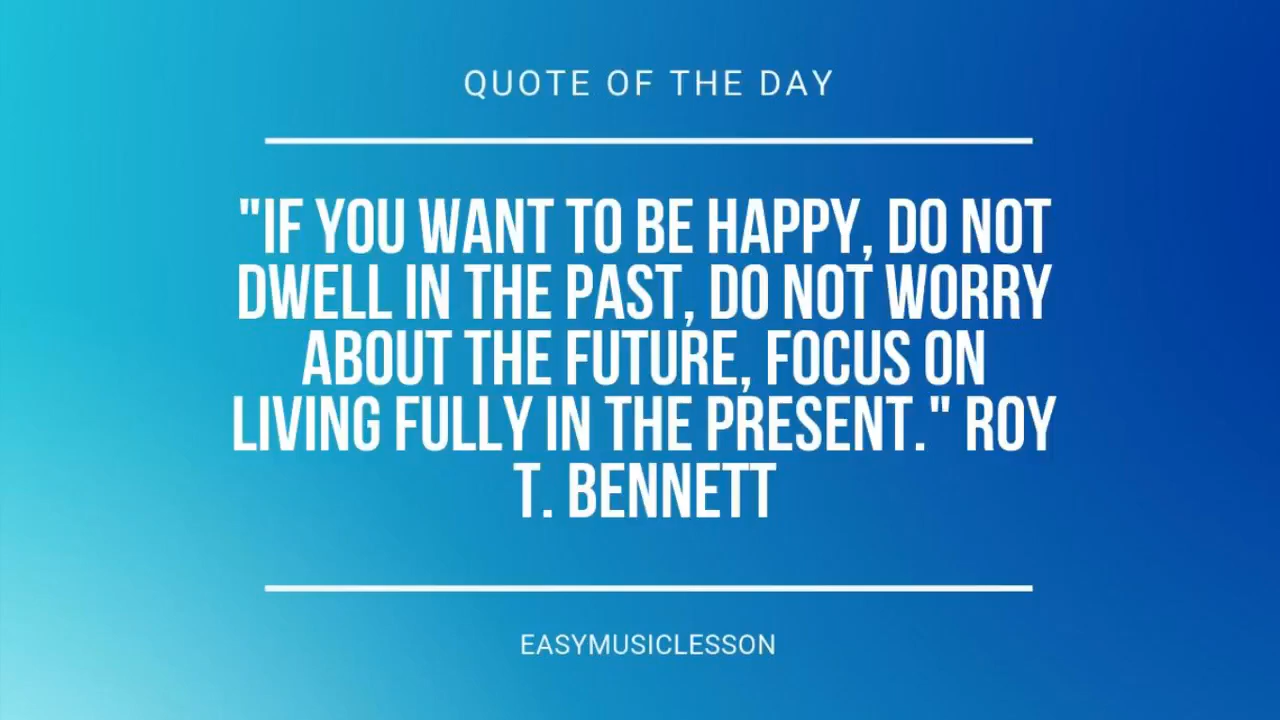 QUOTE OF THE DAY
"IF YOU WANT TO BE HAPPY, DO NOT
DWELL IN THE PAST, DO NOT WORRY
ABOUT THE FUTURE, FOCUS ON
LIVING FULLY IN THE PRESENT." ROY
T. BENNETT
EASYMUSICLESSON